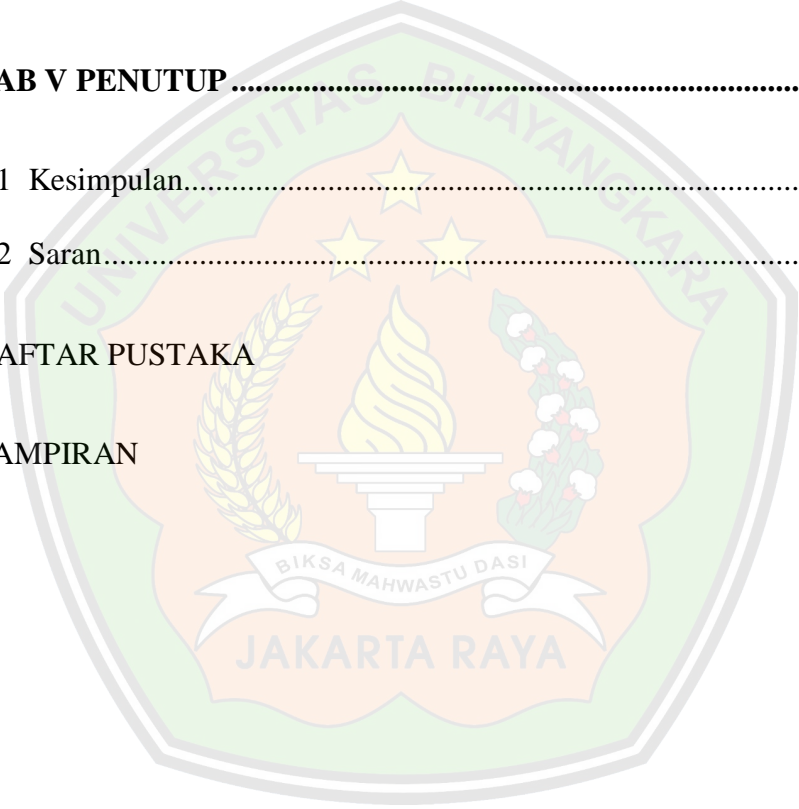 AB V PENUTUP ........................................................................
1 Kesimpulan...............................................................
2 Saran........................................................................
AFTAR PUSTAKA
AMPIRAN
UNIVERSITAS BHAYANGKARA
BIKSA MAHWASTU DASI
JAKARTA RAYA